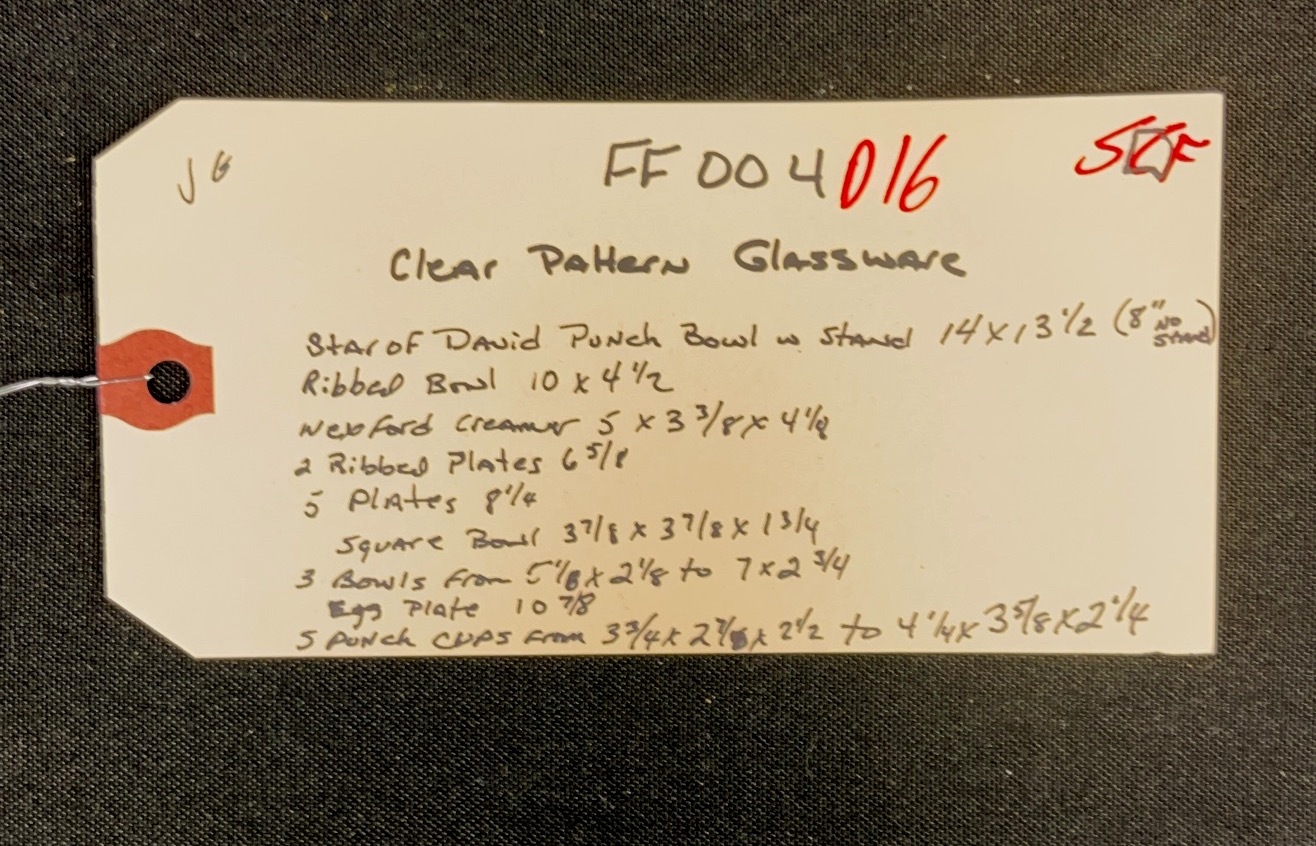 JG
FF004 D16
Clear Pattern Glassware
Star of David Punch Bowl w Stand 14 x 13 1/2 (8" No Stand)
Ribbed Bowl 10 x 4 1/2
Wexford Creamer 5 x 3 3/8 x 4 1/8
2 Ribbed Plates 6 5/8
5 Plates 8 1/4
Square Bowl 3 7/8 x 3 7/8 x 1 3/4
3 Bowls From 5 1/8 x 2 1/8 to 7 x 2 3/4
Egg Plate 10 7/8
5 Punch Cups From 3 3/4 x 2 7/8 x 2 1/2 to 4 1/4 x 3 5/8 x 2 1/4